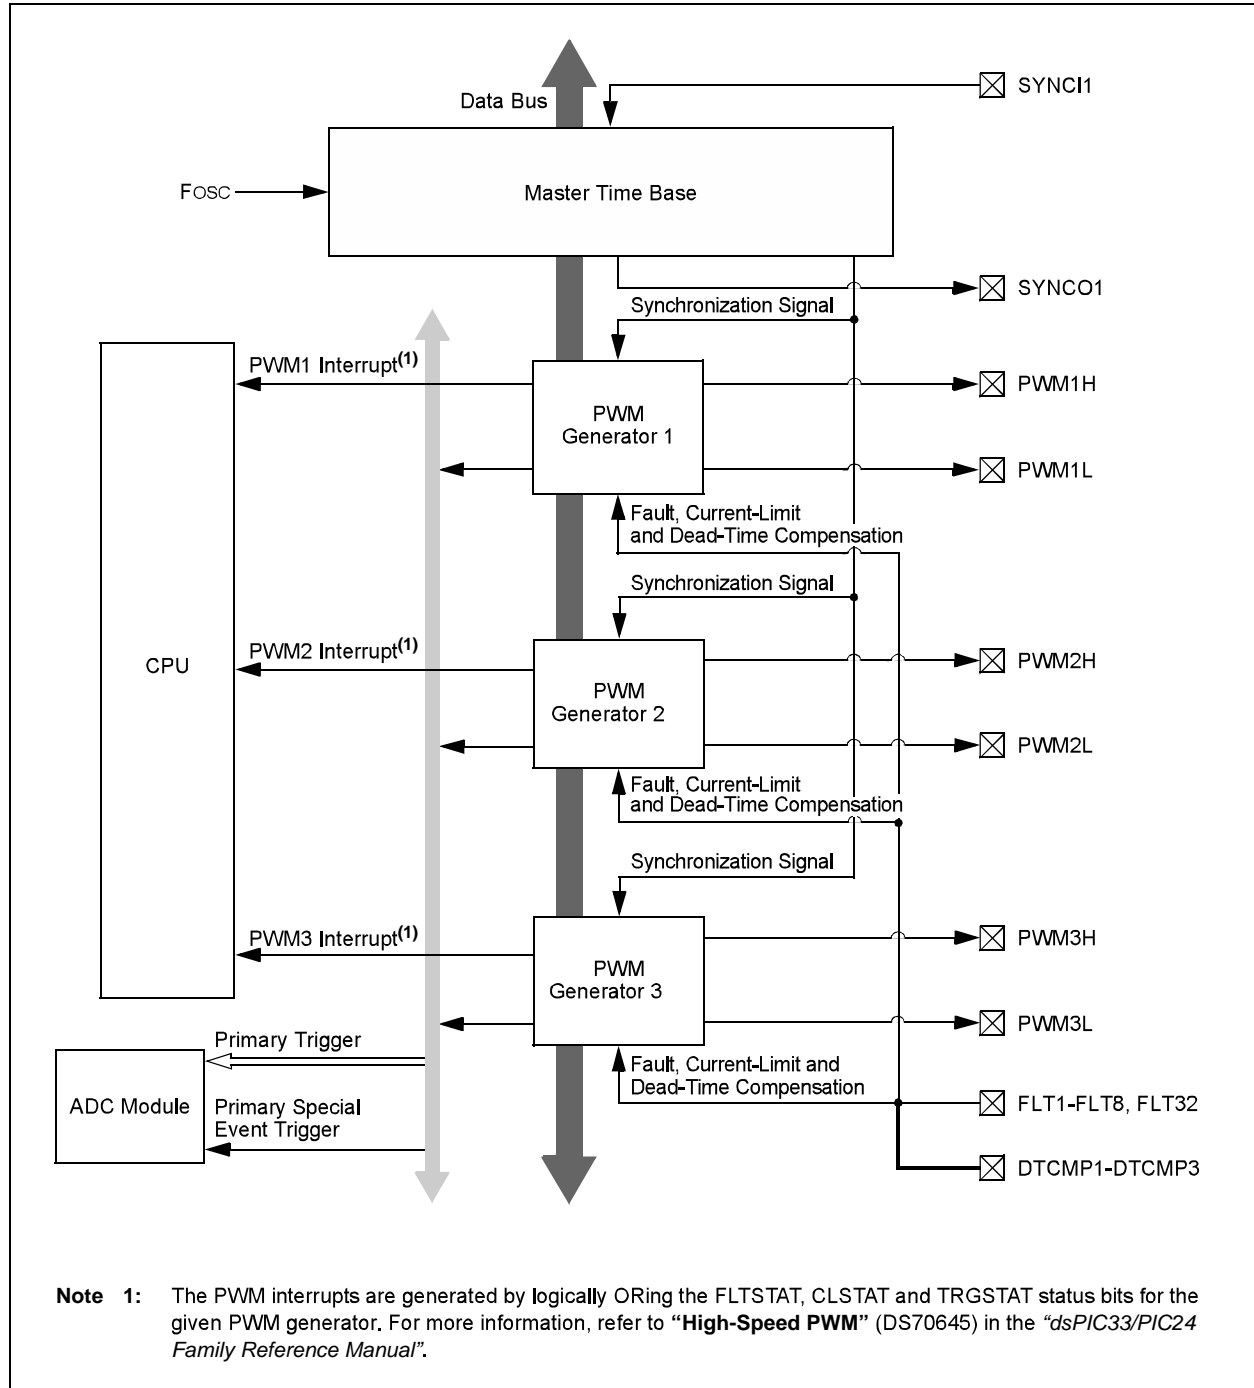 SYNCI1
Data Bus
Master Time Base
FOSC
SYNCO1
Synchronization Signal
PWM1 Interrupt(1)
PWM
Generator 1
PWM1H
PWM1L
Fault, Current-Limit
and Dead-Time Compensation
Synchronization Signal
CPU
PWM2 Interrupt(1)
PWM
Generator 2
PWM2H
PWM2L
Fault, Current-Limit
and Dead-Time Compensation
Synchronization Signal
PWM3 Interrupt(1)
PWM
Generator 3
PWM3H
PWM3L
Primary Trigger
Fault, Current-Limit and
Dead-Time Compensation
ADC Module
Primary Special
Event Trigger
FLT1-FLT8, FLT32
DTCMP1-DTCMP3
Note 1: The PWM interrupts are generated by logically ORing the FLTSTAT, CLSTAT and TRGSTAT status bits for the
given PWM generator. For more information, refer to “High-Speed PWM” (DS70645) in the “dsPIC33/PIC24
Family Reference Manual”.